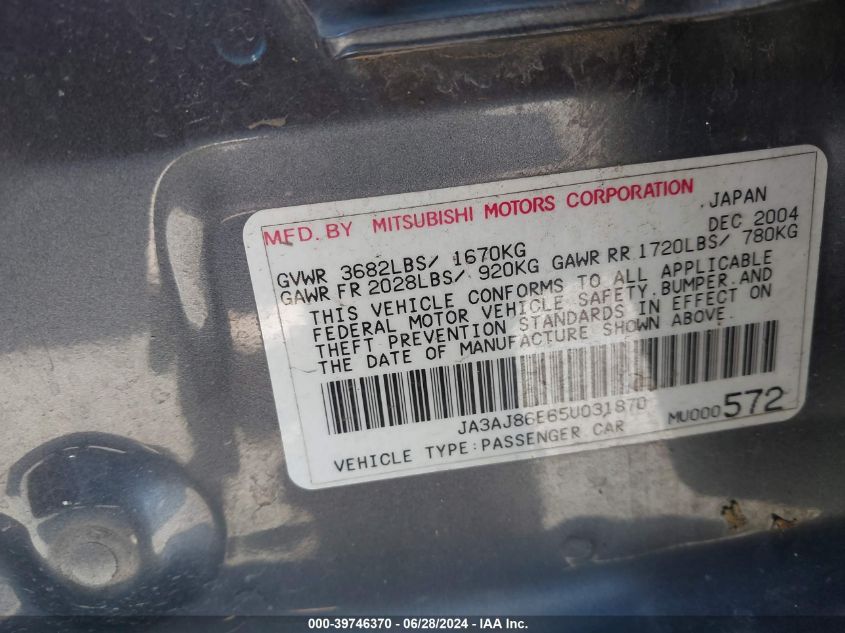 MFD. BY MITSUBISHI MOTORS CORPORATION , JAPAN
DEC 2004
GVWR 3682LBS/ 1670KG
GAWR FR 2028LBS/ 920KG GAWR RR 1720LBS/ 780KG
THIS VEHICLE CONFORMS TO ALL APPLICABLE
FEDERAL MOTOR VEHICLE SAFETY, BUMPER, AND
THEFT PREVENTION STANDARDS IN EFFECT ON
THE DATE OF MANUFACTURE SHOWN ABOVE.
JA3AJ86E65U031870 MU000572
VEHICLE TYPE:PASSENGER CAR
000-39746370 - 06/28/2024 - IAAI.COM